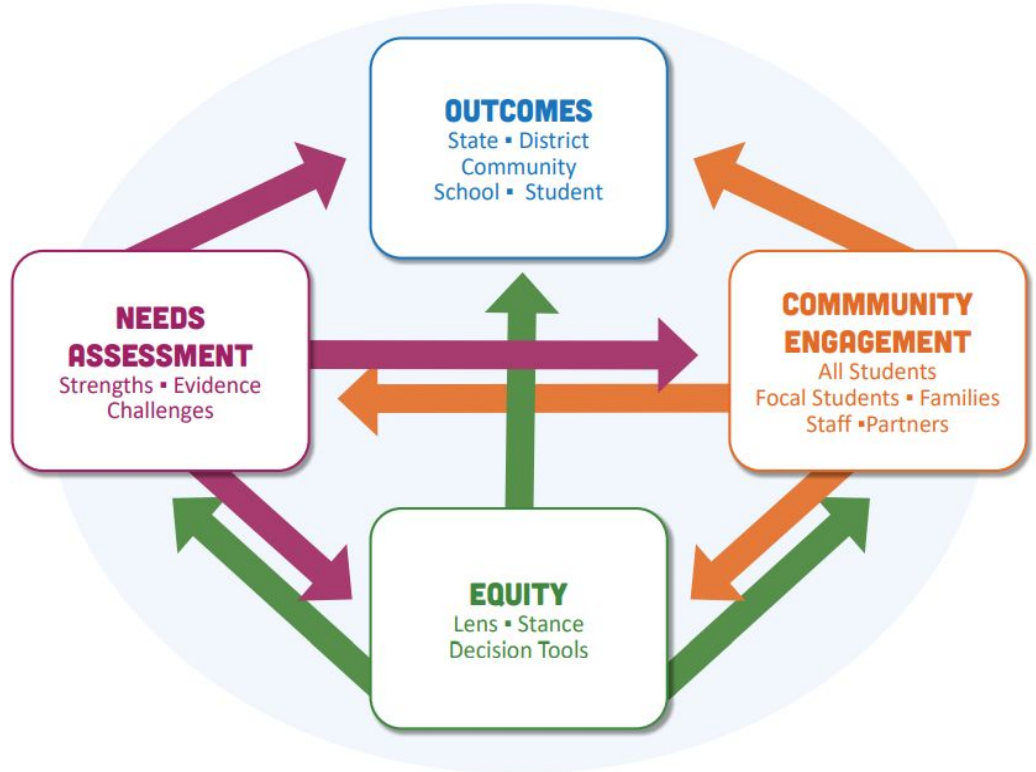 OUTCOMES
State ▪ District
Community
School ▪ Student
NEEDS
ASSESSMENT
Strengths ▪ Evidence
Challenges
COMMMUNITY
ENGAGEMENT
All Students
Focal Students ▪ Families
Staff ▪Partners
EQUITY
Lens ▪ Stance
Decision Tools